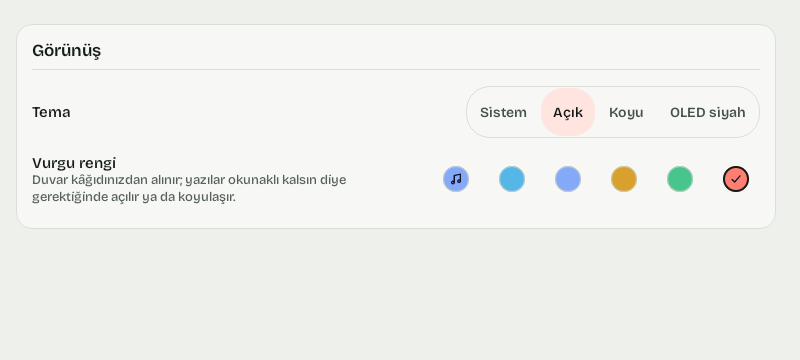 Görünüş
Tema
Sistem
Açık
Koyu
OLED siyah
Vurgu rengi
Duvar kâğıdınızdan alınır; yazılar okunaklı kalsın diye
gerektiğinde açılır ya da koyulaşır.